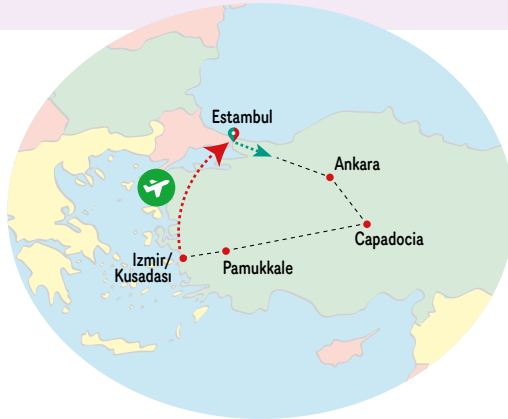 Estambul
Ankara
Capadocia
Izmir/
Kusadası
Pamukkale